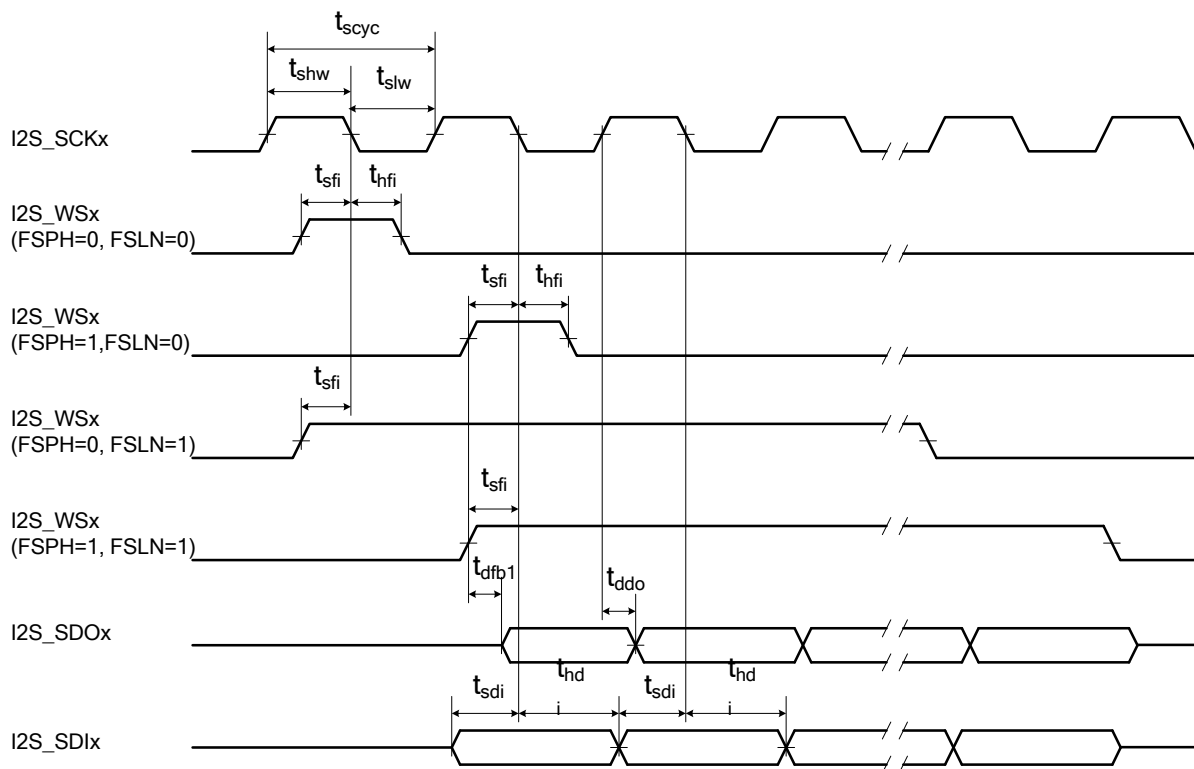 tscyc
tshw
tslw
I2S_SCKx
tsfi
thfi
I2S_WSx
(FSPH=0, FSLN=0)
tsfi
thfi
I2S_WSx
(FSPH=1,FSLN=0)
tsfi
I2S_WSx
(FSPH=0, FSLN=1)
tsfi
I2S_WSx
(FSPH=1, FSLN=1)
tdfb1
tddo
I2S_SDOx
thd
thd
tsdi
i
tsdi
i
I2S_SDIx